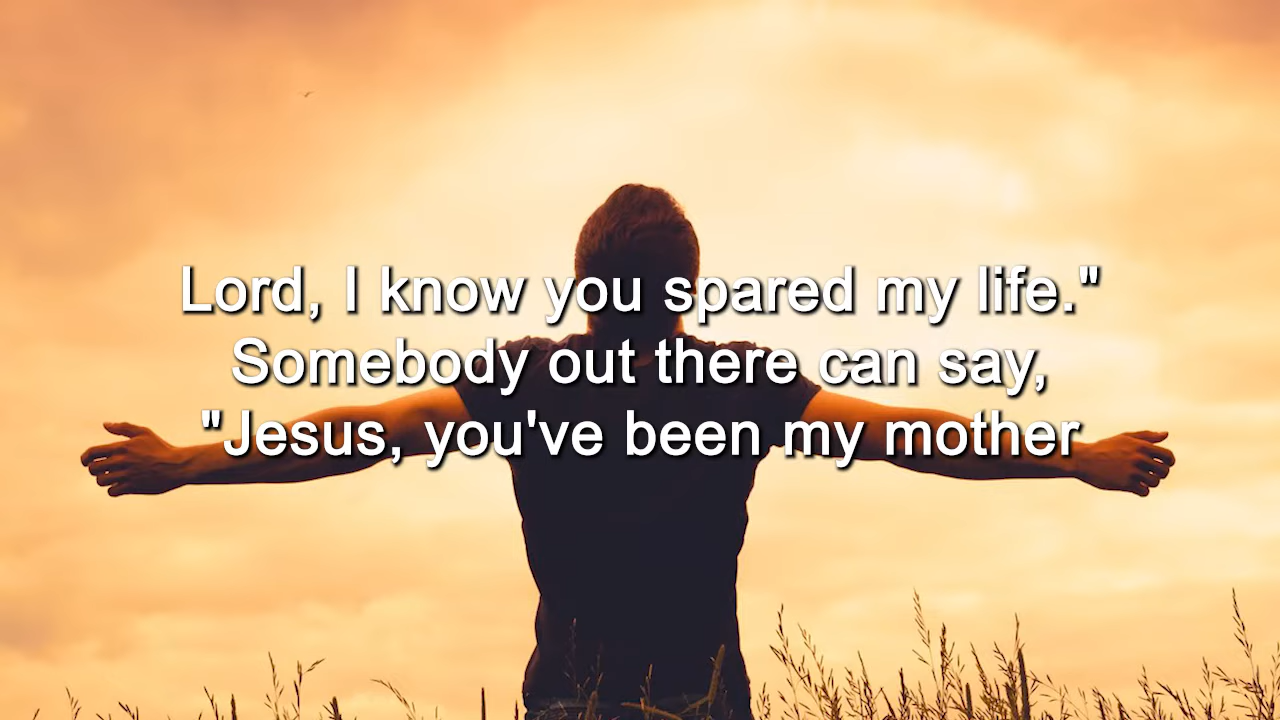 Lord, I know you spared my life."
Somebody out there can say,
"Jesus, you've been my mother